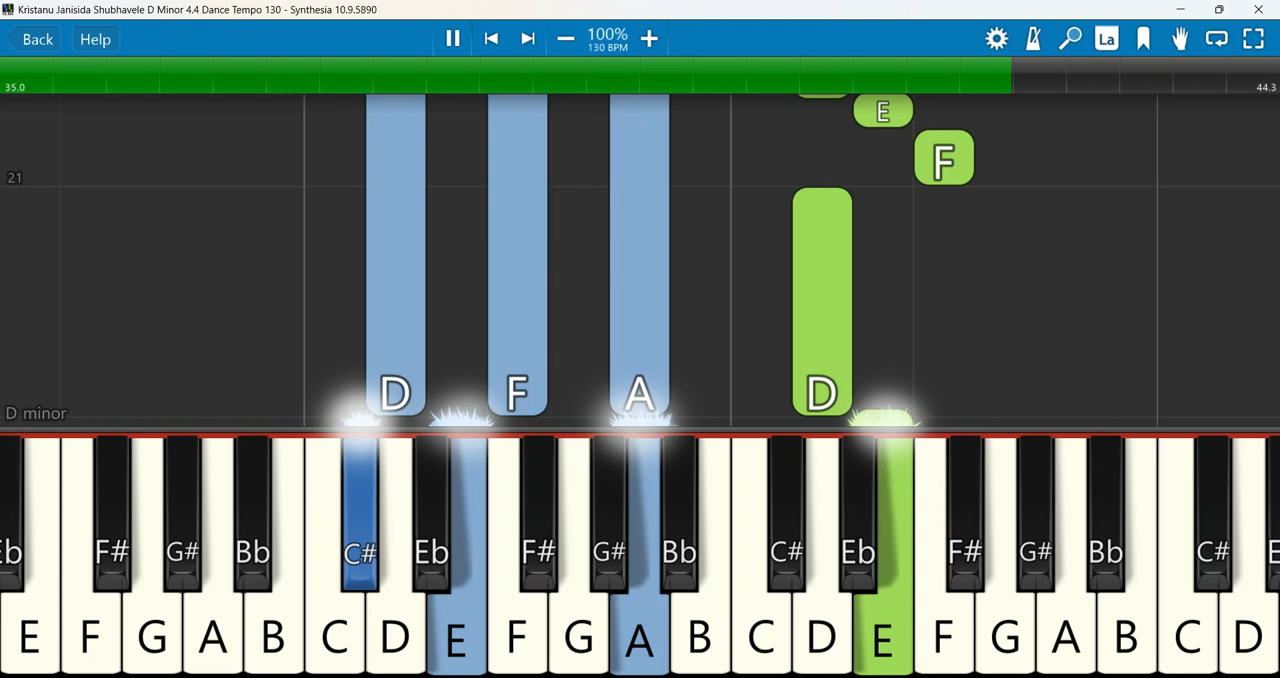 Kristanu Janisida Shubhavele D Minor 4.4 Dance Tempo 130 - Synthesia 10.9.5890
Back Help 100% La
130 BPM
35.0 44.3
E
F
21
D F A D
D minor
Eb F# G# Bb C# Eb F# G# Bb C# Eb F# G# Bb C# E
E F G A B C D E F G A B C D E F G A B C D